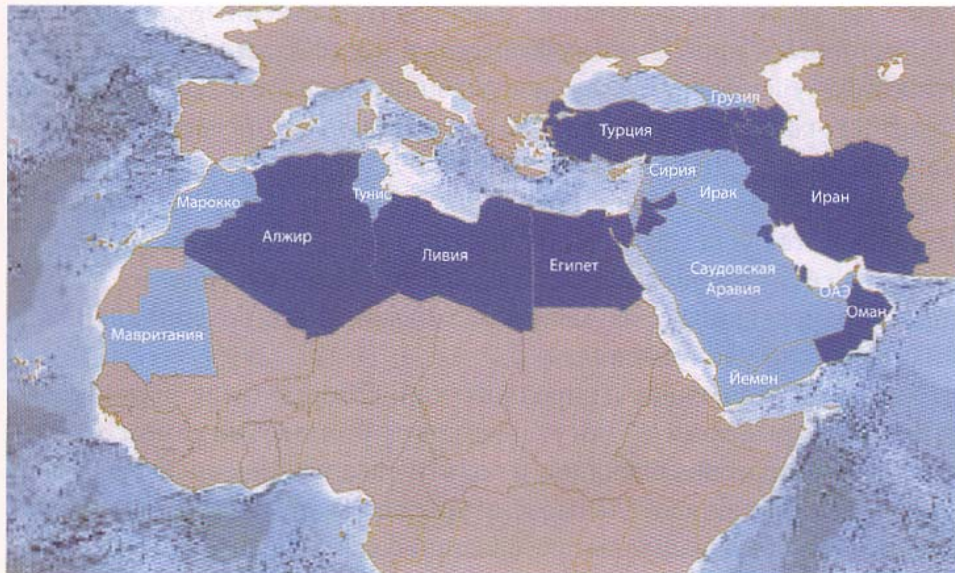 Грузия
Турция
Сирия
Ирак
Иран
Марокко
Тунис
Алжир
Ливия
Египет
Саудовская
Аравия
ОАЭ
Оман
Мавритания
Йемен